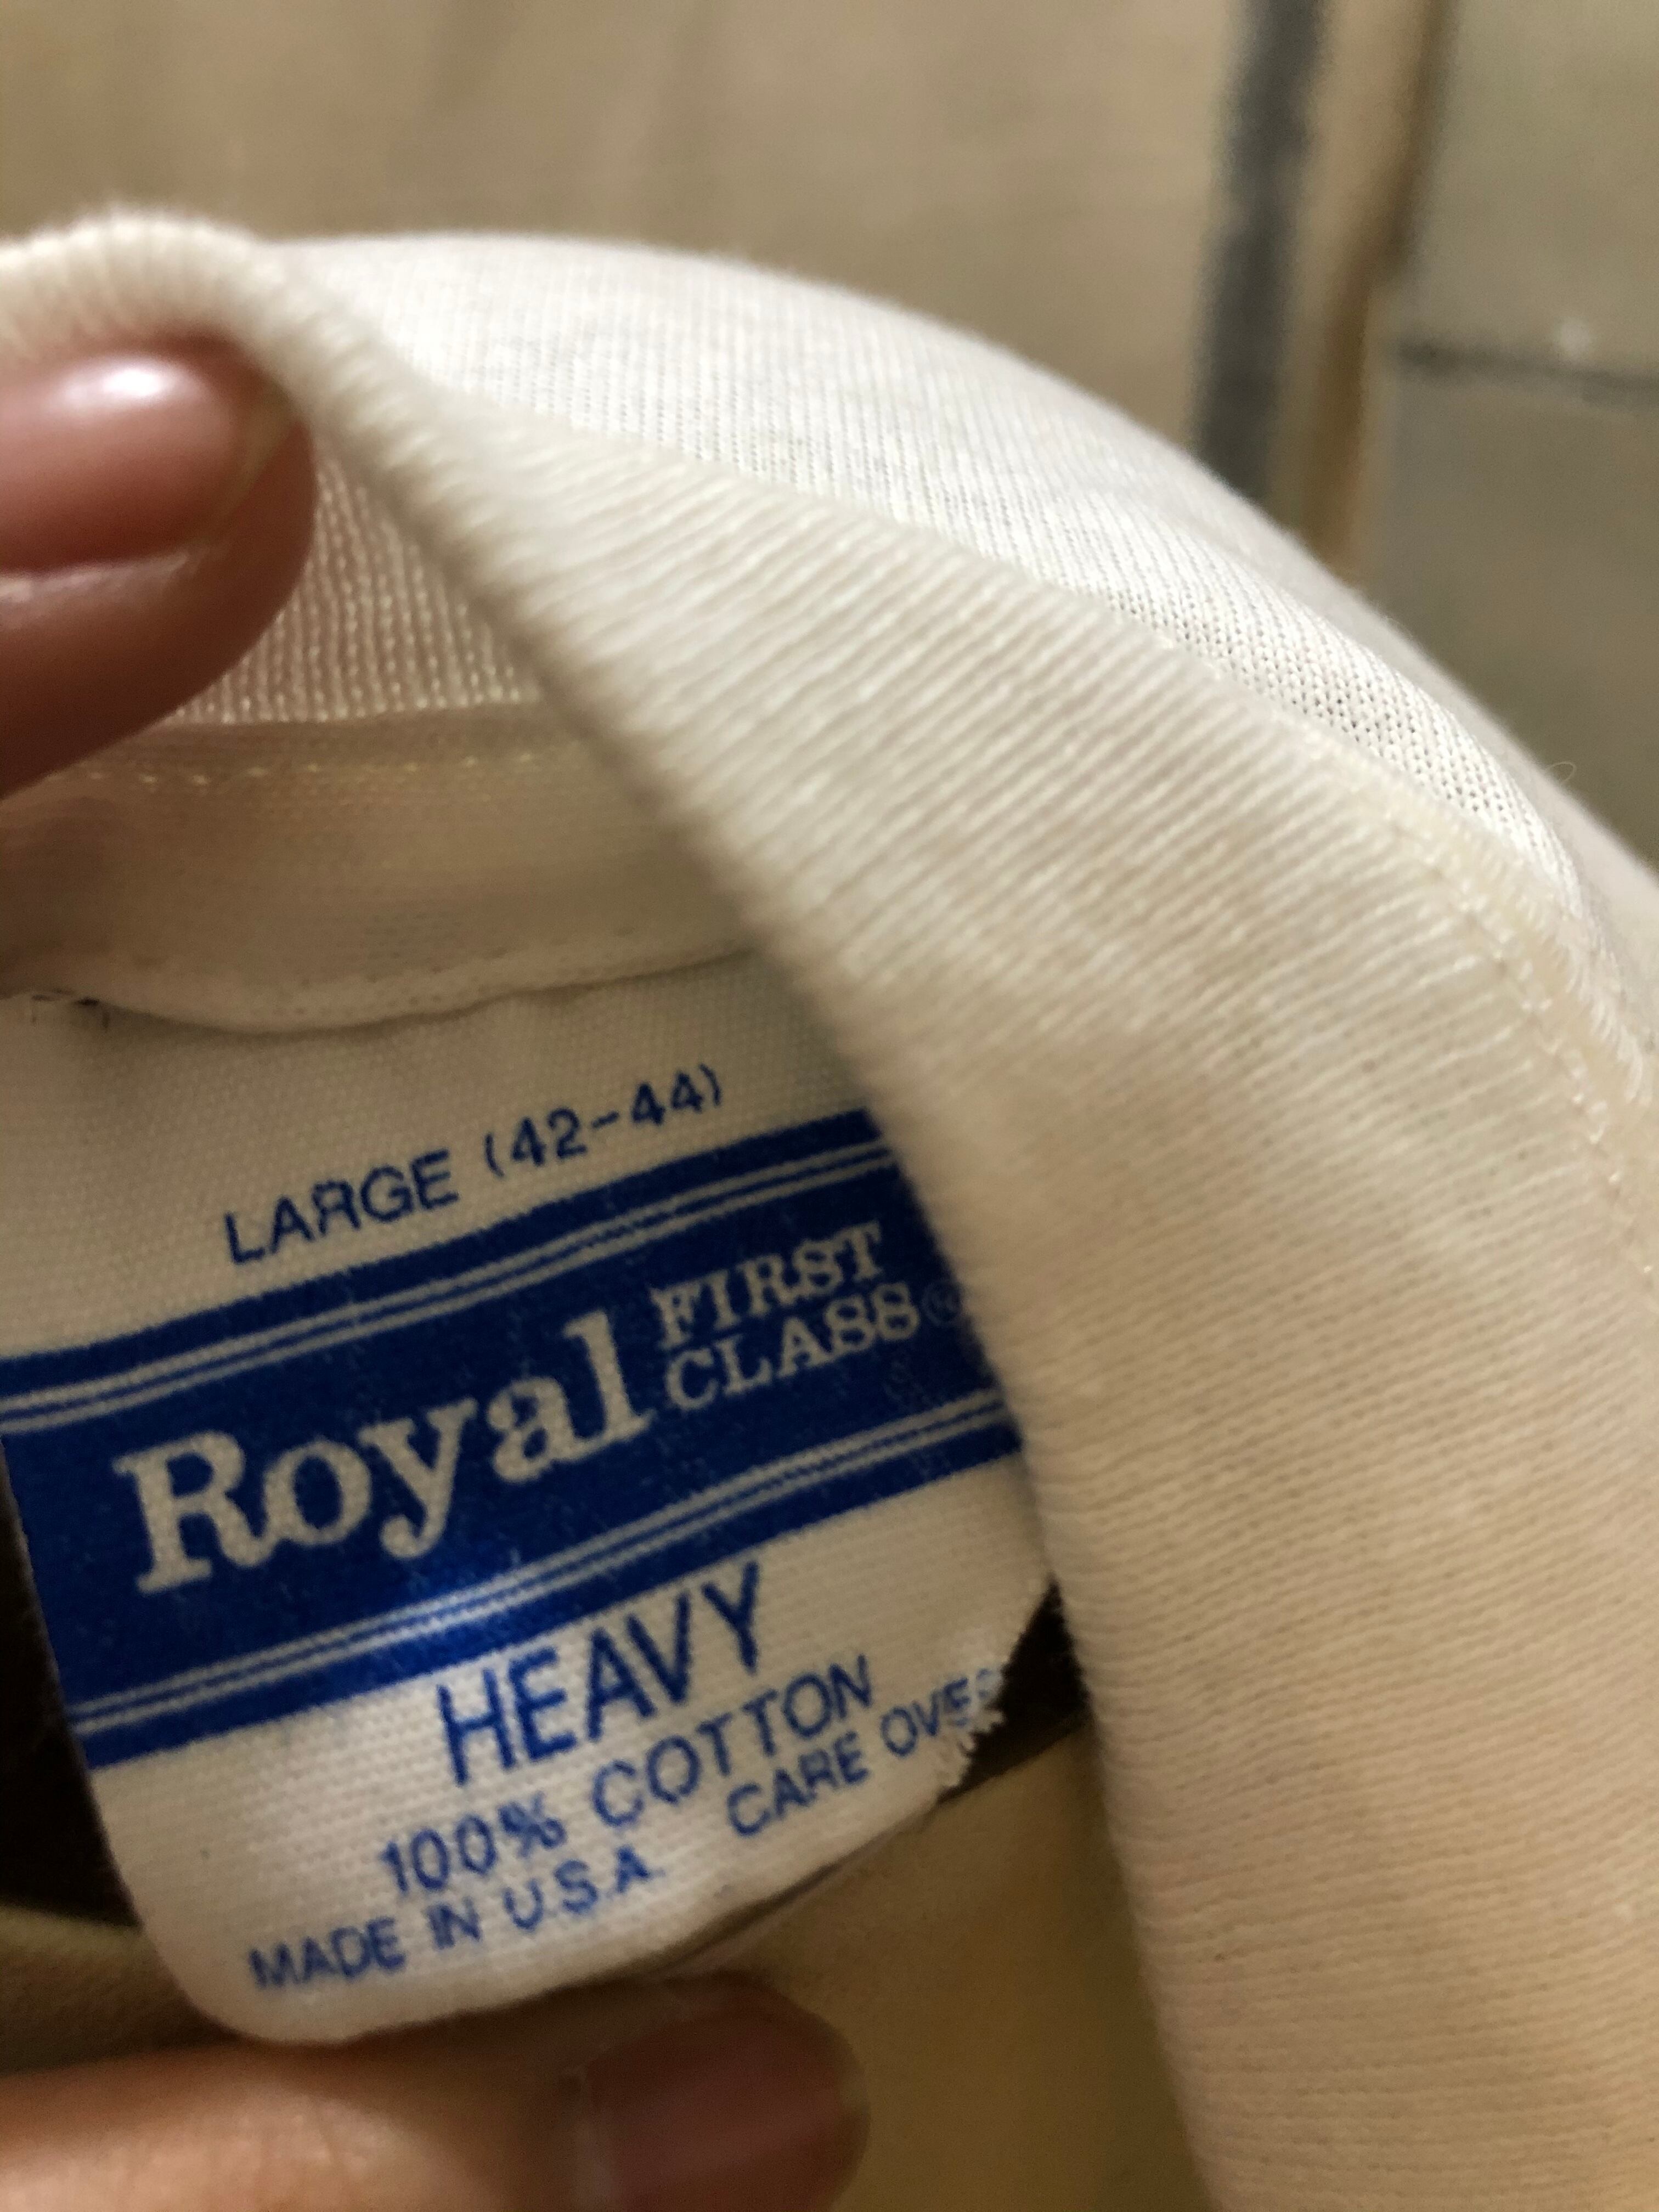 LARGE (42-44)
Royal FIRST CLASS®
HEAVY
100% COTTON
MADE IN U.S.A. CARE OVER